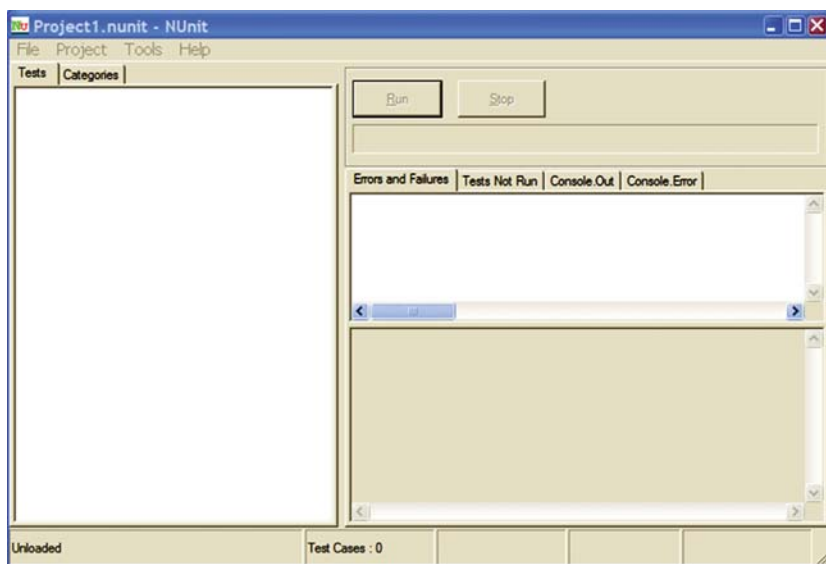 Nu Project1.nunit - NUnit
File Project Tools Help
Tests Categories
Run Stop
Errors and Failures Tests Not Run Console.Out Console.Error
Unloaded Test Cases : 0